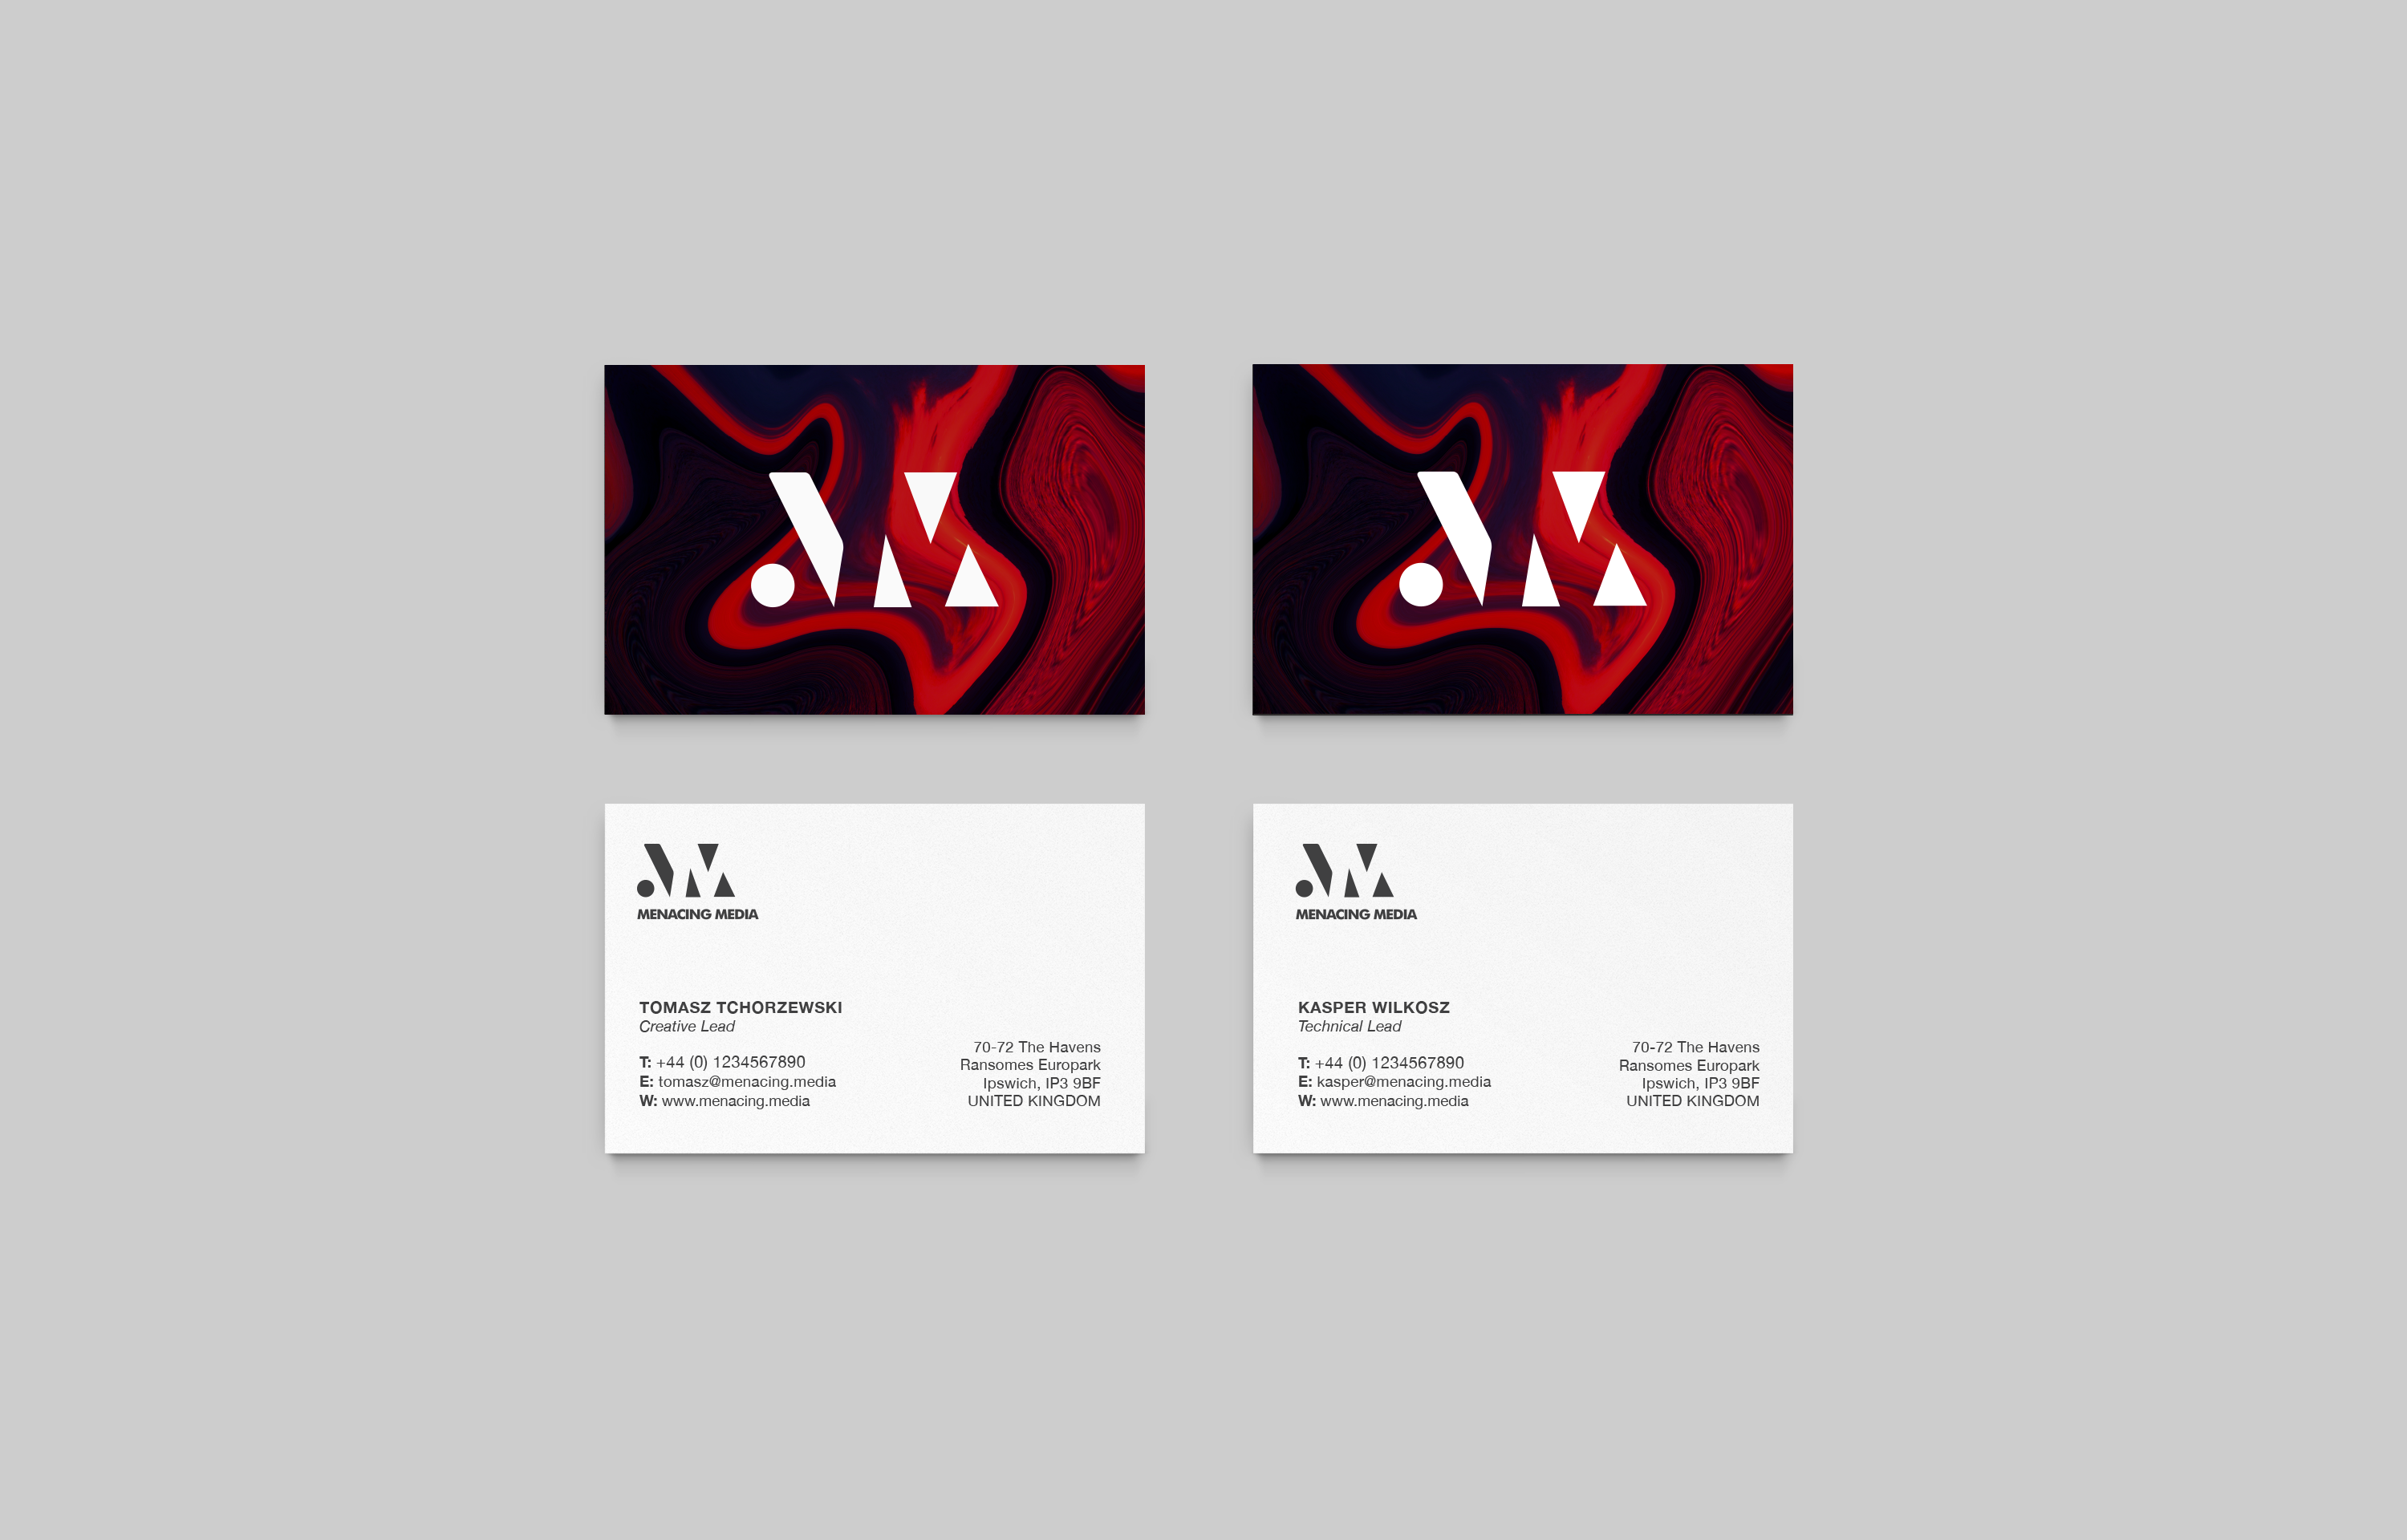 MENACING MEDIA
TOMASZ TCHORZEWSKI
Creative Lead
T: +44 (0) 1234567890
E: tomasz@menacing.media
W: www.menacing.media
70-72 The Havens
Ransomes Europark
Ipswich, IP3 9BF
UNITED KINGDOM
MENACING MEDIA
KASPER WILKOSZ
Technical Lead
T: +44 (0) 1234567890
E: kasper@menacing.media
W: www.menacing.media
70-72 The Havens
Ransomes Europark
Ipswich, IP3 9BF
UNITED KINGDOM